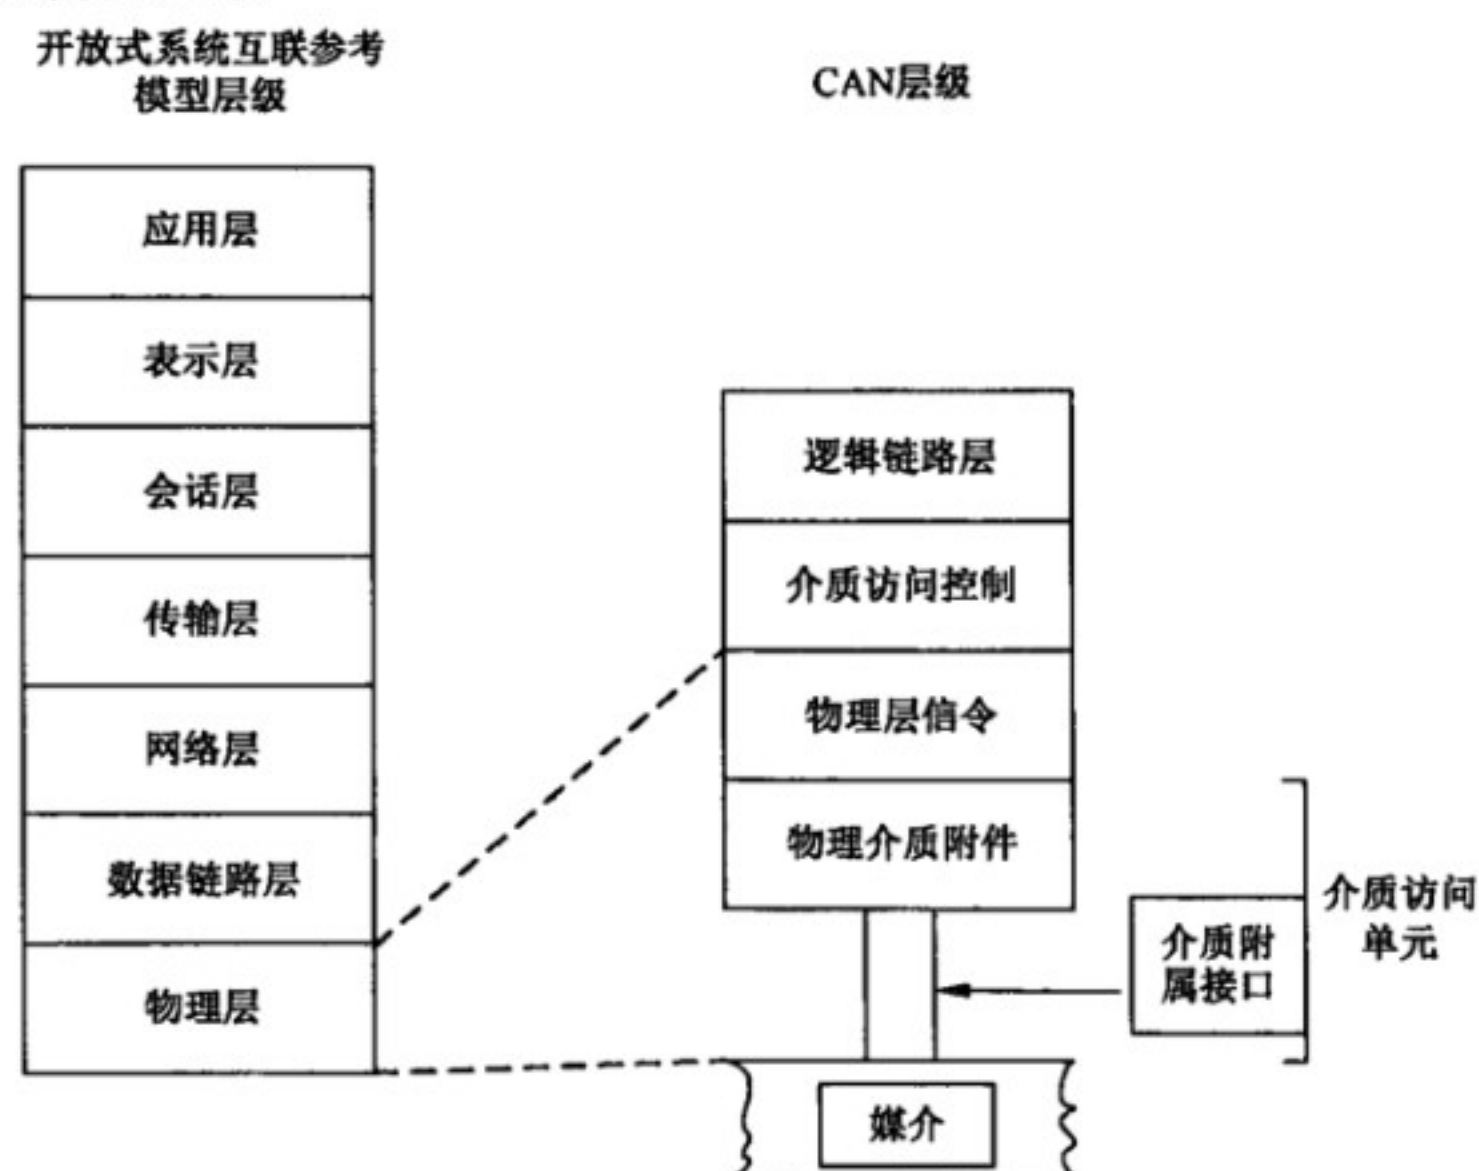 开放式系统互联参考
模型层级
CAN层级
应用层
表示层
会话层
传输层
网络层
数据链路层
物理层
逻辑链路层
介质访问控制
物理层信令
物理介质附件
介质附
属接口
介质访问
单元
媒介